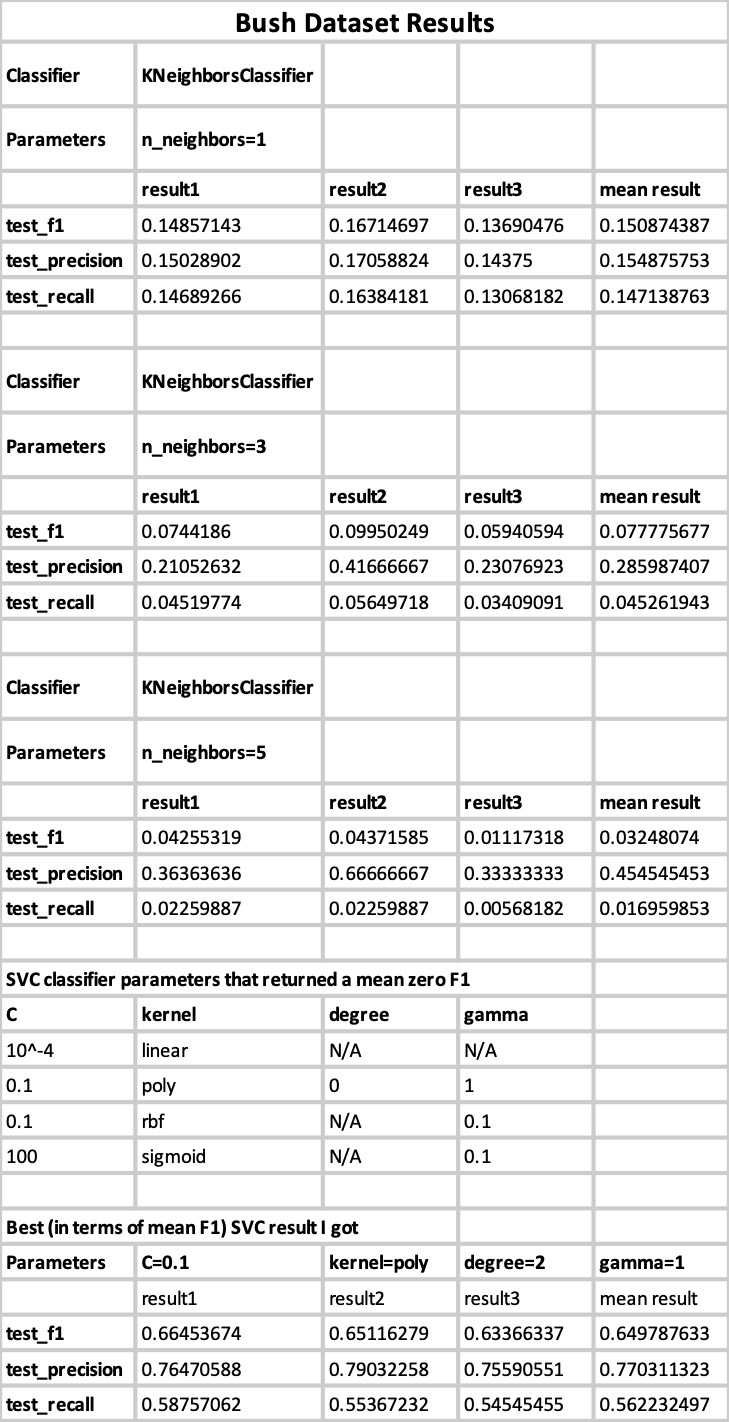 Bush Dataset Results
Classifier KNeighborsClassifier
Parameters n_neighbors=1
result1 result2 result3 mean result
test_f1 0.14857143 0.16714697 0.13690476 0.150874387
test_precision 0.15028902 0.17058824 0.14375 0.154875753
test_recall 0.14689266 0.16384181 0.13068182 0.147138763
Classifier KNeighborsClassifier
Parameters n_neighbors=3
result1 result2 result3 mean result
test_f1 0.0744186 0.09950249 0.05940594 0.077775677
test_precision 0.21052632 0.41666667 0.23076923 0.285987407
test_recall 0.04519774 0.05649718 0.03409091 0.045261943
Classifier KNeighborsClassifier
Parameters n_neighbors=5
result1 result2 result3 mean result
test_f1 0.04255319 0.04371585 0.01117318 0.03248074
test_precision 0.36363636 0.66666667 0.33333333 0.454545453
test_recall 0.02259887 0.02259887 0.00568182 0.016959853
SVC classifier parameters that returned a mean zero F1
C kernel degree gamma
10^-4 linear N/A N/A
0.1 poly 0 1
0.1 rbf N/A 0.1
100 sigmoid N/A 0.1
Best (in terms of mean F1) SVC result I got
Parameters C=0.1 kernel=poly degree=2 gamma=1
result1 result2 result3 mean result
test_f1 0.66453674 0.65116279 0.63366337 0.649787633
test_precision 0.76470588 0.79032258 0.75590551 0.770311323
test_recall 0.58757062 0.55367232 0.54545455 0.562232497